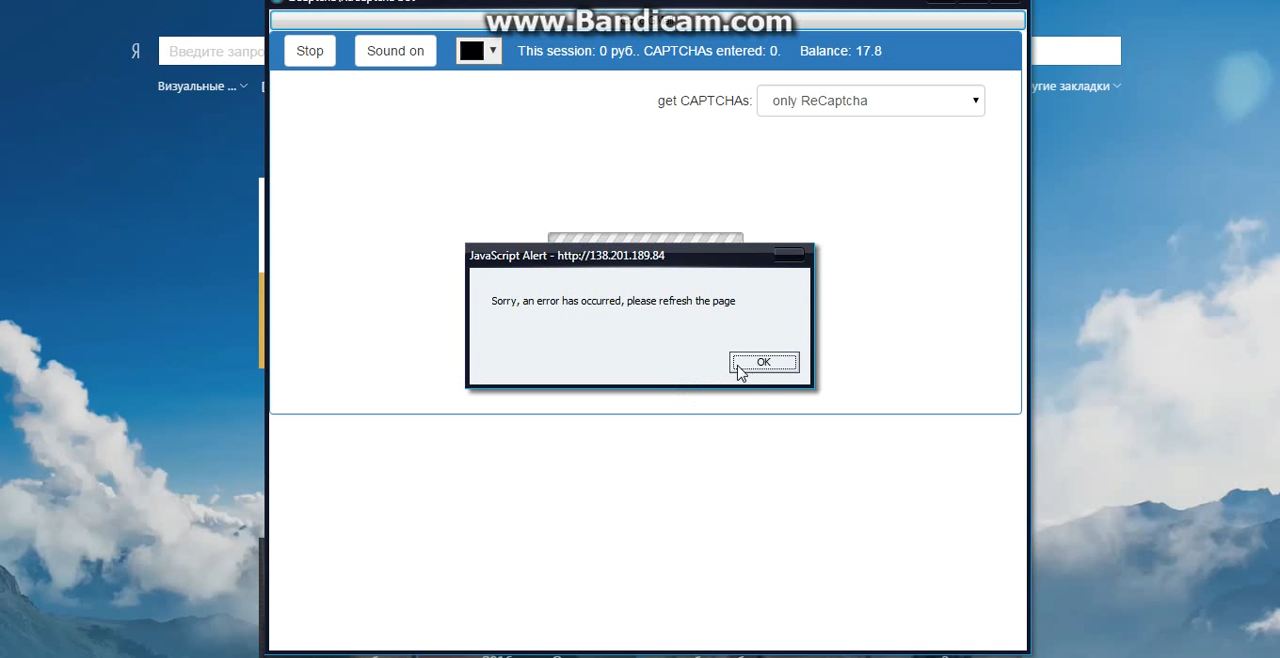 www.Bandicam.com
Я
Введите запро
Stop
Sound on
This session: 0 руб.. CAPTCHAs entered: 0.
Balance: 17.8
Визуальные ...
угие закладки
get CAPTCHAs:
only ReCaptcha
JavaScript Alert - http://138.201.189.84
Sorry, an error has occurred, please refresh the page
OK